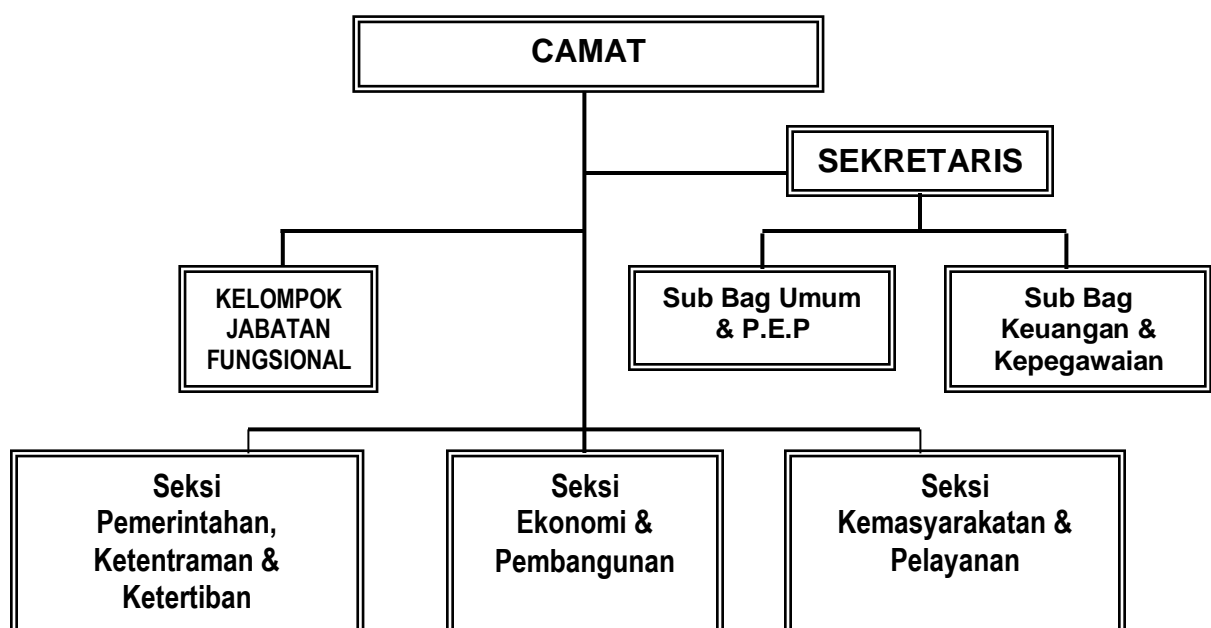 CAMAT
SEKRETARIS
KELOMPOK
JABATAN
FUNGSIONAL
Sub Bag Umum
& P.E.P
Sub Bag
Keuangan &
Kepegawaian
Seksi
Pemerintahan,
Ketentraman &
Ketertiban
Seksi
Ekonomi &
Pembangunan
Seksi
Kemasyarakatan &
Pelayanan